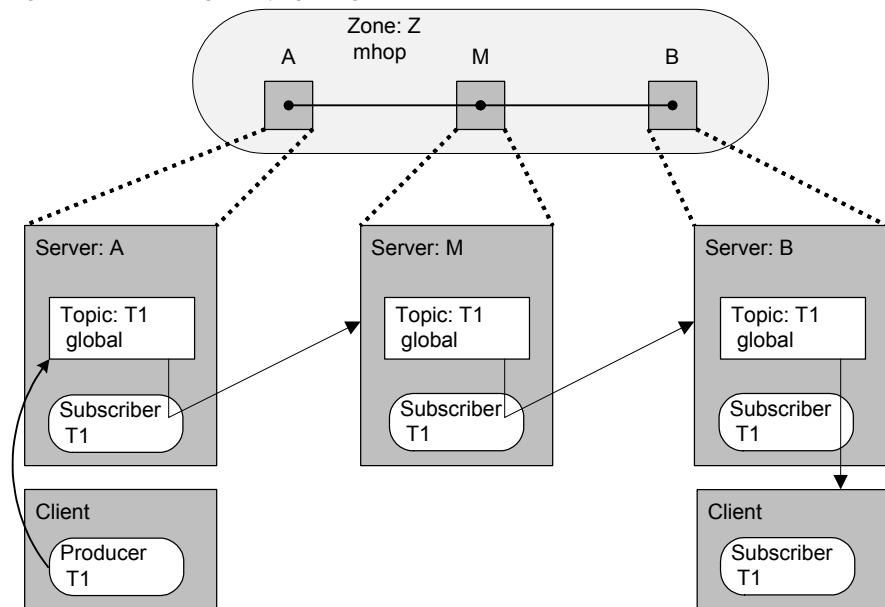 Zone: Z
mhop
A
M
B
Server: A
Server: M
Server: B
Topic: T1
global
Topic: T1
global
Topic: T1
global
Subscriber
T1
Subscriber
T1
Subscriber
T1
Client
Client
Producer
T1
Subscriber
T1